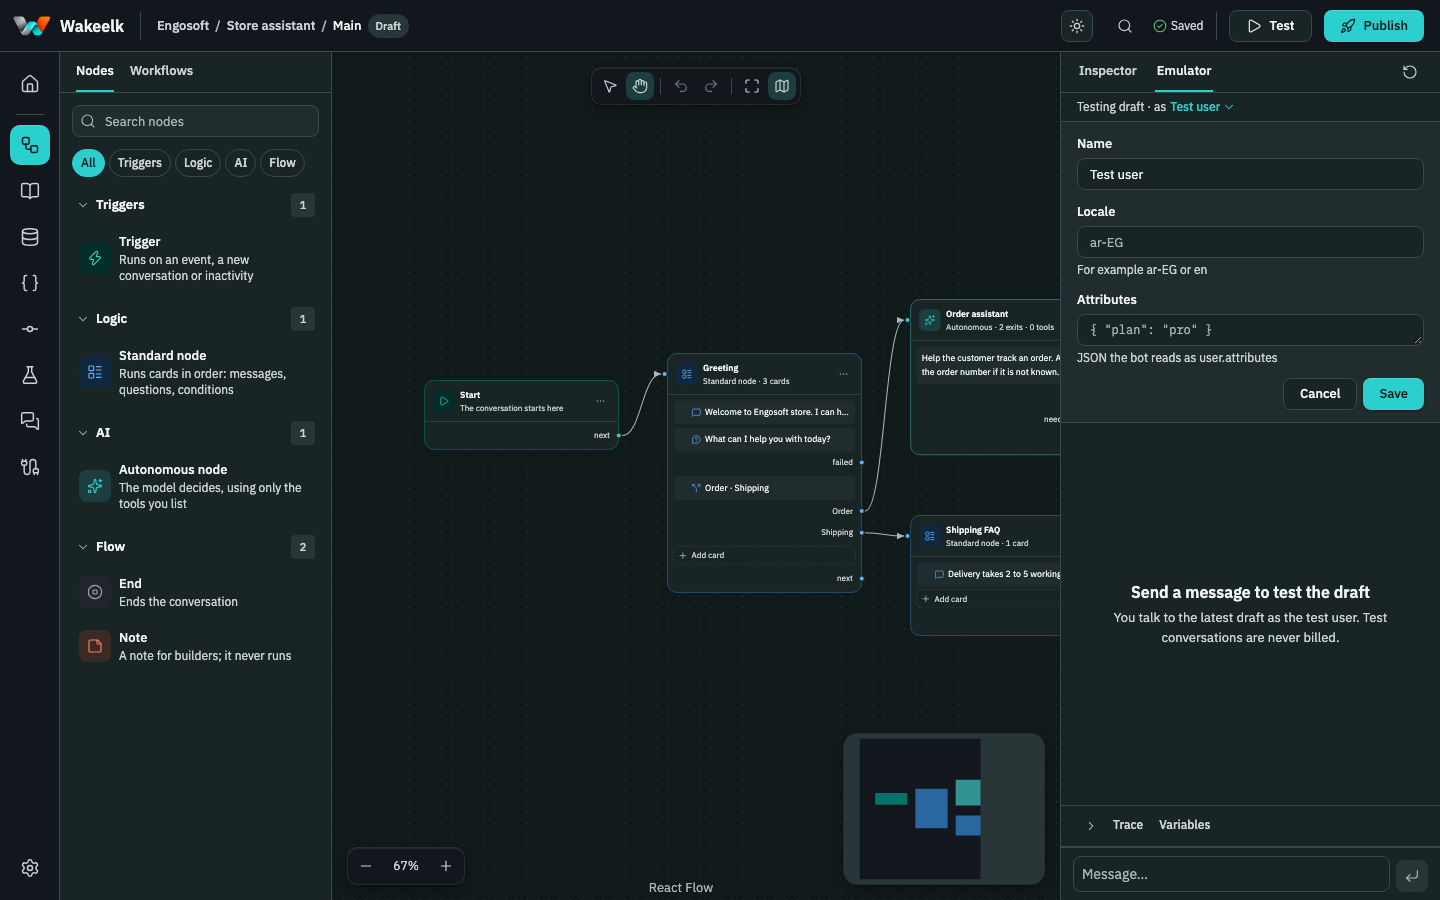 Wakeelk
Engosoft / Store assistant / Main Draft
Saved
Test
Publish
Nodes Workflows
Search nodes
All Triggers Logic AI Flow
Triggers 1
Trigger
Runs on an event, a new
conversation or inactivity
Logic 1
Standard node
Runs cards in order: messages,
questions, conditions
AI 1
Autonomous node
The model decides, using only the
tools you list
Flow 2
End
Ends the conversation
Note
A note for builders; it never runs
Start
The conversation starts here
next
Greeting
Standard node · 3 cards
Welcome to Engosoft store. I can h...
What can I help you with today?
failed
Order · Shipping
Order
Shipping
+ Add card
next
Order assistant
Autonomous · 2 exits · 0 tools
Help the customer track an order. A
the order number if it is not known.
need
Shipping FAQ
Standard node · 1 card
Delivery takes 2 to 5 working
+ Add card
67%
React Flow
Inspector Emulator
Testing draft · as Test user
Name
Test user
Locale
ar-EG
For example ar-EG or en
Attributes
{ "plan": "pro" }
JSON the bot reads as user.attributes
Cancel Save
Send a message to test the draft
You talk to the latest draft as the test user. Test
conversations are never billed.
Trace Variables
Message...